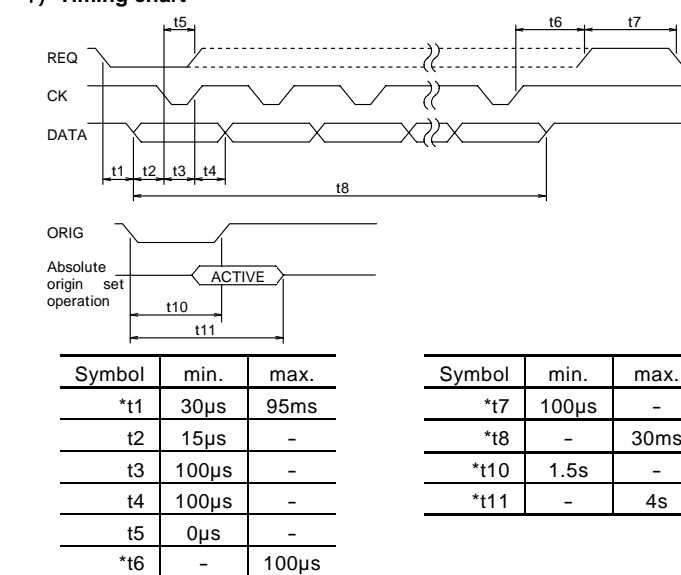 1) Timing chart
t5
t6
t7
REQ
CK
DATA
t1
t2
t3
t4
t8
ORIG
Absolute
origin set
operation
ACTIVE
t10
t11
Symbol min. max.
*t1 30μs 95ms
t2 15μs –
t3 100μs –
t4 100μs –
t5 0μs –
*t6 – 100μs
Symbol min. max.
*t7 100μs –
*t8 – 30ms
*t10 1.5s –
*t11 – 4s